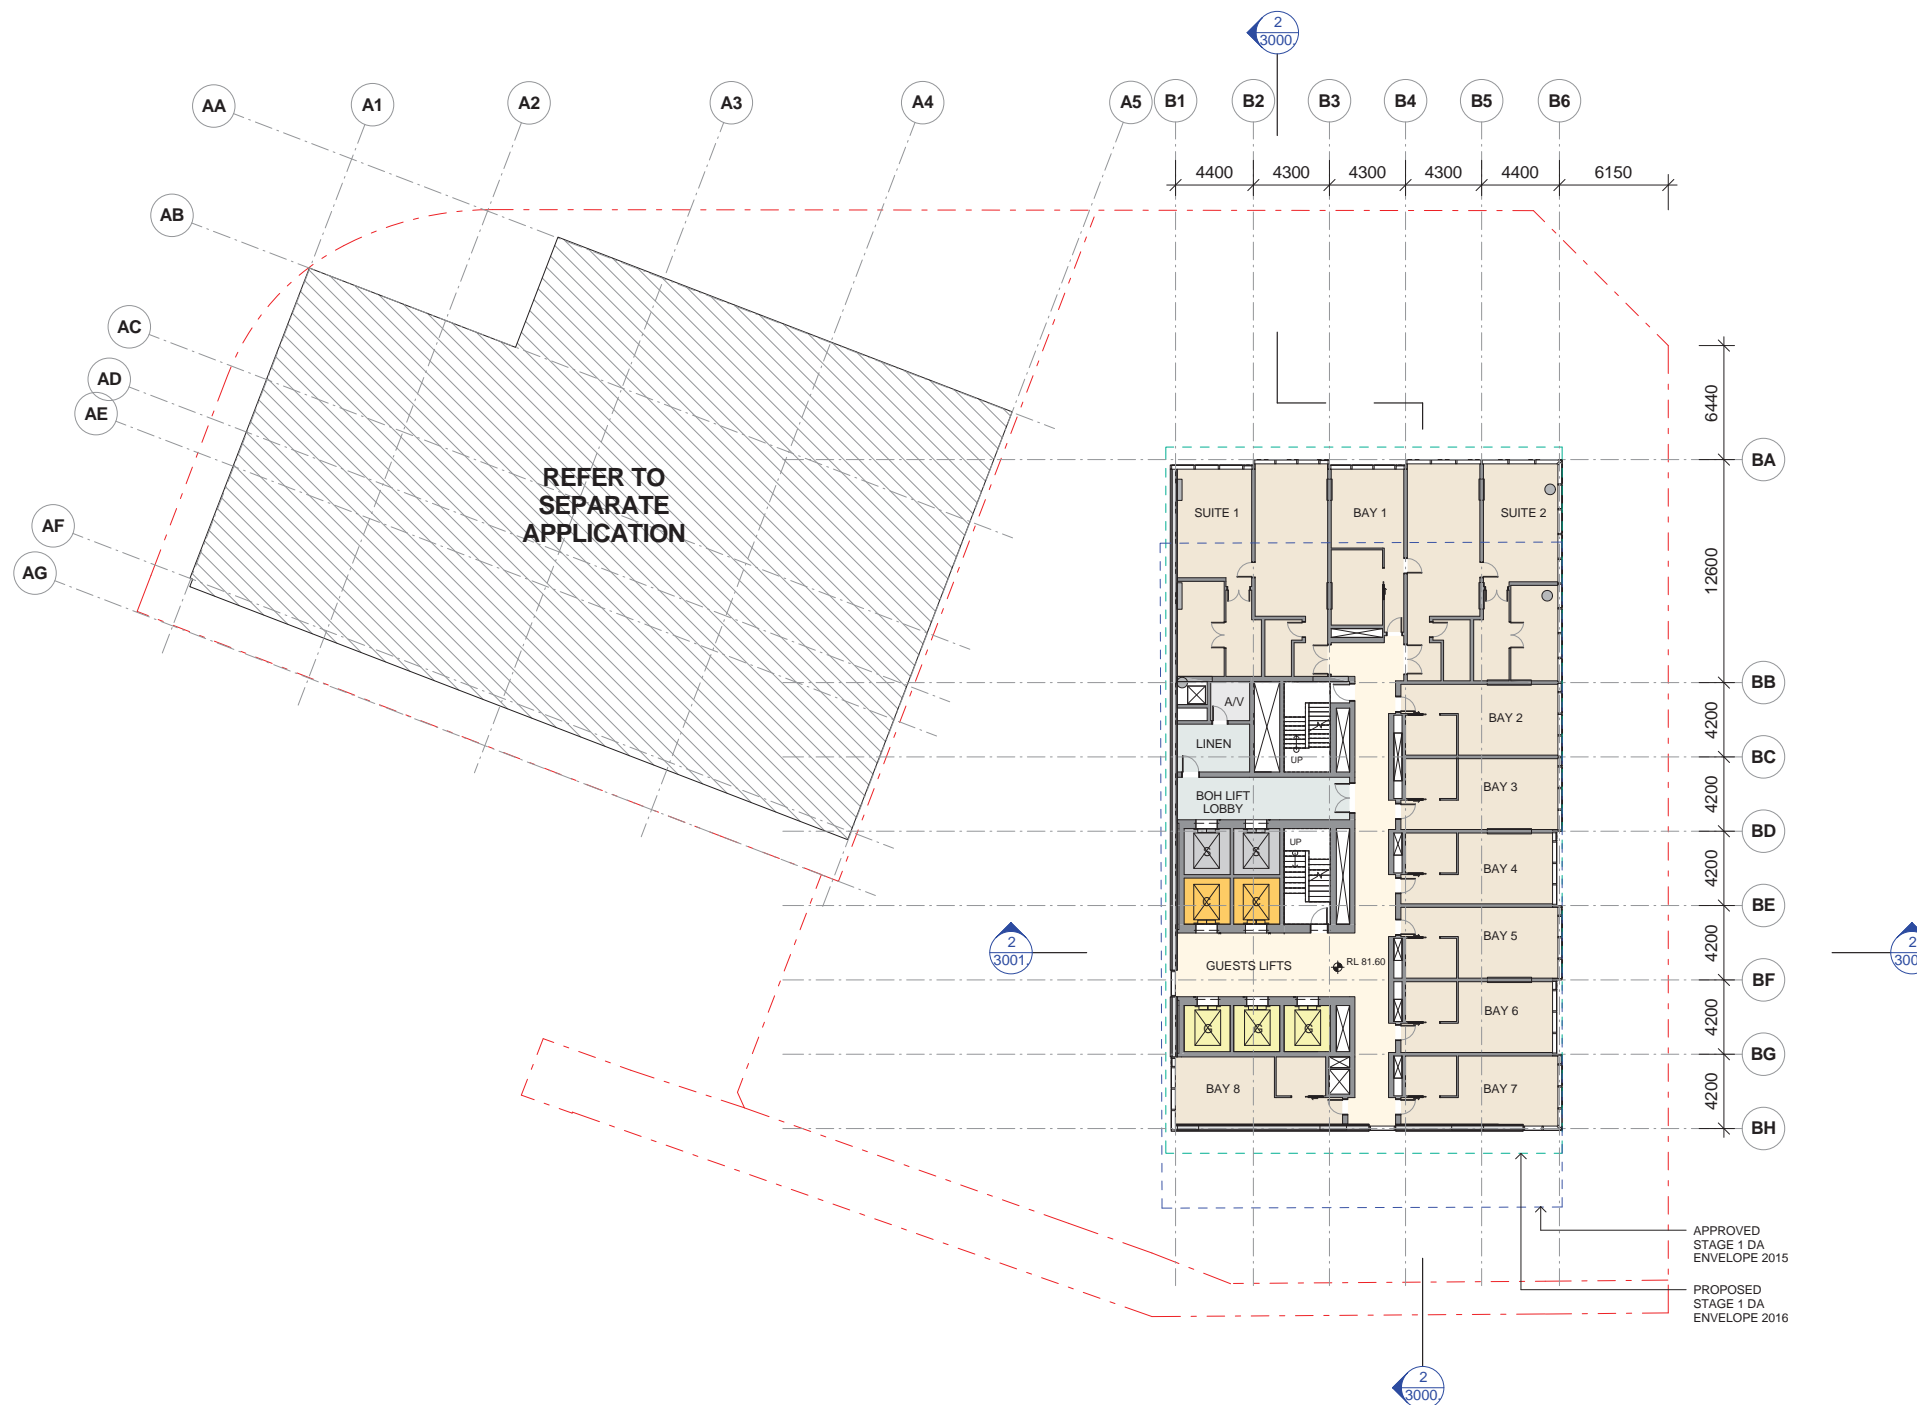 2
3000.
AA
A1
A2
A3
A4
A5
B1
B2
B3
B4
B5
B6
4400
4300
4300
4300
4400
6150
AB
AC
AD
AE
AF
AG
REFER TO
SEPARATE
APPLICATION
6440
12600
4200
4200
4200
4200
4200
4200
BA
BB
BC
BD
BE
BF
BG
BH
SUITE 1
BAY 1
SUITE 2
A/V
LINEN
UP
BAY 2
BAY 3
BOH LIFT
LOBBY
S
S
UP
BAY 4
C
C
BAY 5
GUESTS LIFTS
RL 81.60
BAY 6
G
G
G
BAY 8
BAY 7
2
3001.
2
300
APPROVED
STAGE 1 DA
ENVELOPE 2015
PROPOSED
STAGE 1 DA
ENVELOPE 2016
2
3000.